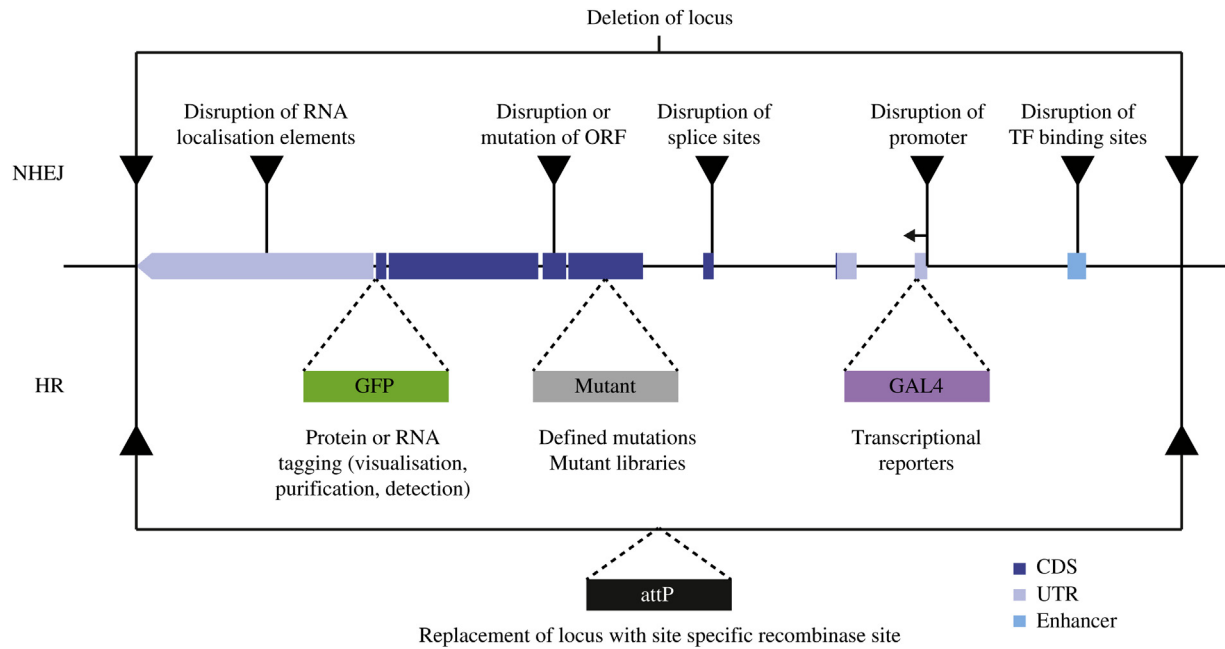 Deletion of locus
Disruption of RNA
localisation elements
Disruption or
mutation of ORF
Disruption of
splice sites
Disruption of
promoter
Disruption of
TF binding sites
NHEJ
HR
GFP
Mutant
GAL4
Protein or RNA
tagging (visualisation,
purification, detection)
Defined mutations
Mutant libraries
Transcriptional
reporters
attP
Replacement of locus with site specific recombinase site
CDS
UTR
Enhancer